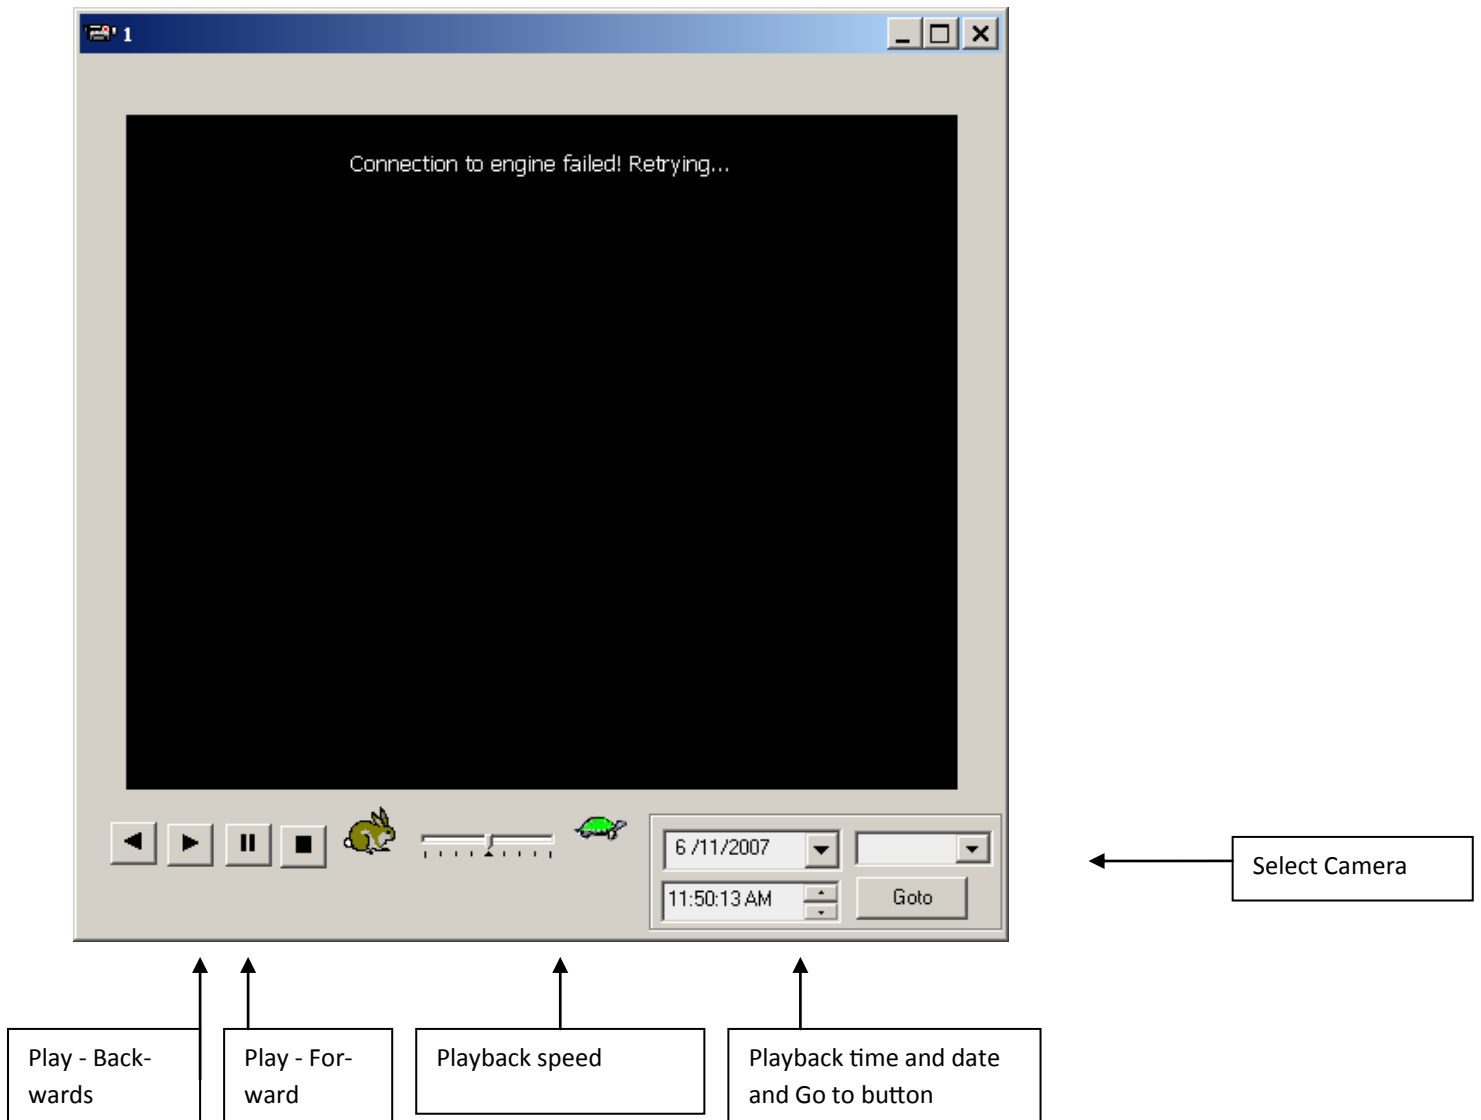 1
Connection to engine failed! Retrying...
6 /11/2007
11:50:13 AM
Goto
Select Camera
Play - Back-
wards
Play - For-
ward
Playback speed
Playback time and date
and Go to button